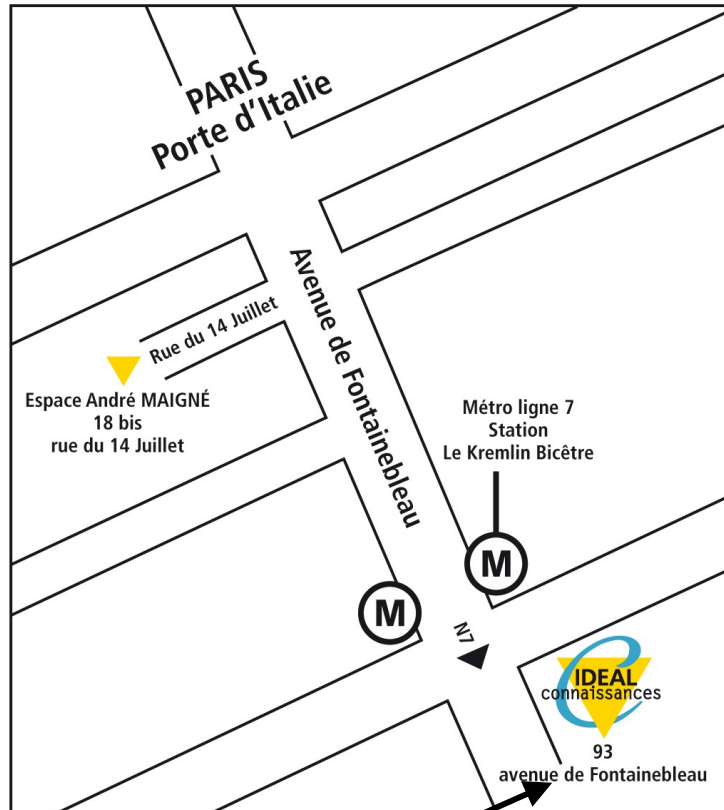 PARIS
Porte d'Italie
Avenue de Fontainebleau
Rue du 14 Juillet
Espace André MAIGNÉ
18 bis
rue du 14 Juillet
Métro ligne 7
Station
Le Kremlin Bicêtre
M
M
N7
IDEAL
connaissances
93
avenue de Fontainebleau